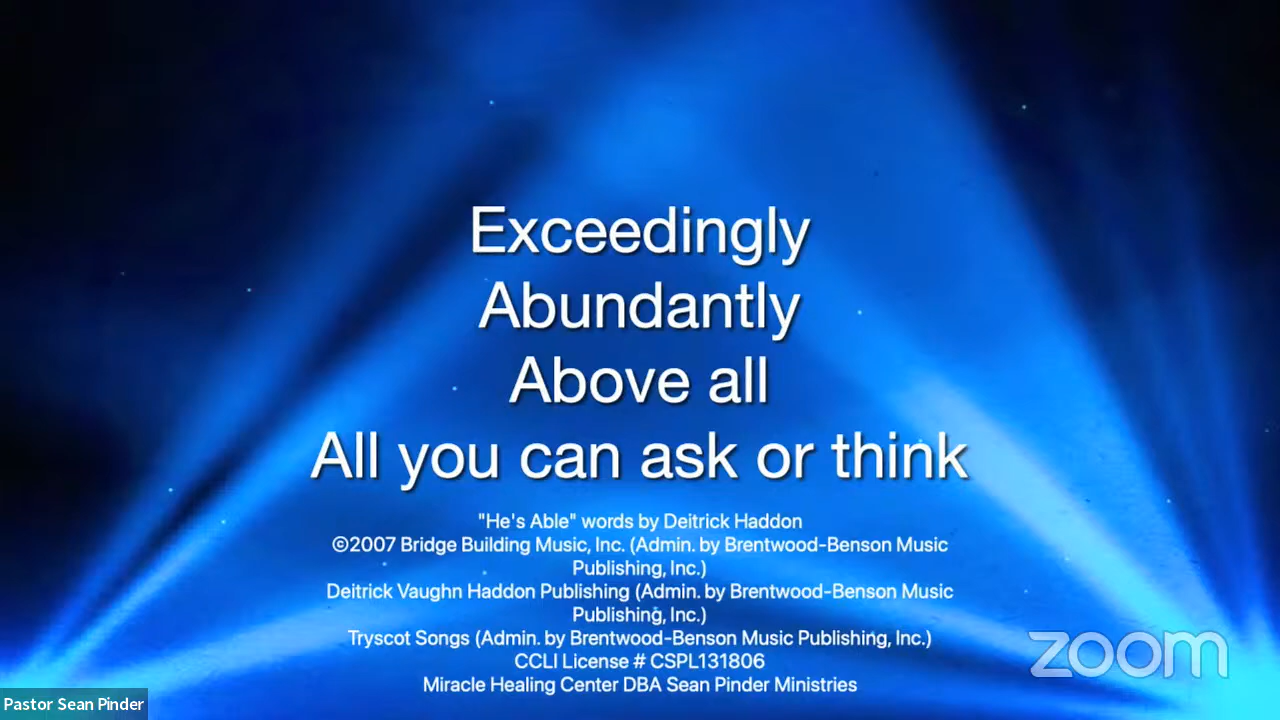 Exceedingly
Abundantly
Above all
All you can ask or think
"He's Able" words by Deitrick Haddon
©2007 Bridge Building Music, Inc. (Admin. by Brentwood-Benson Music
Publishing, Inc.)
Deitrick Vaughn Haddon Publishing (Admin. by Brentwood-Benson Music
Publishing, Inc.)
Tryscot Songs (Admin. by Brentwood-Benson Music Publishing, Inc.)
CCLI License # CSPL131806
Miracle Healing Center DBA Sean Pinder Ministries
zoom
Pastor Sean Pinder